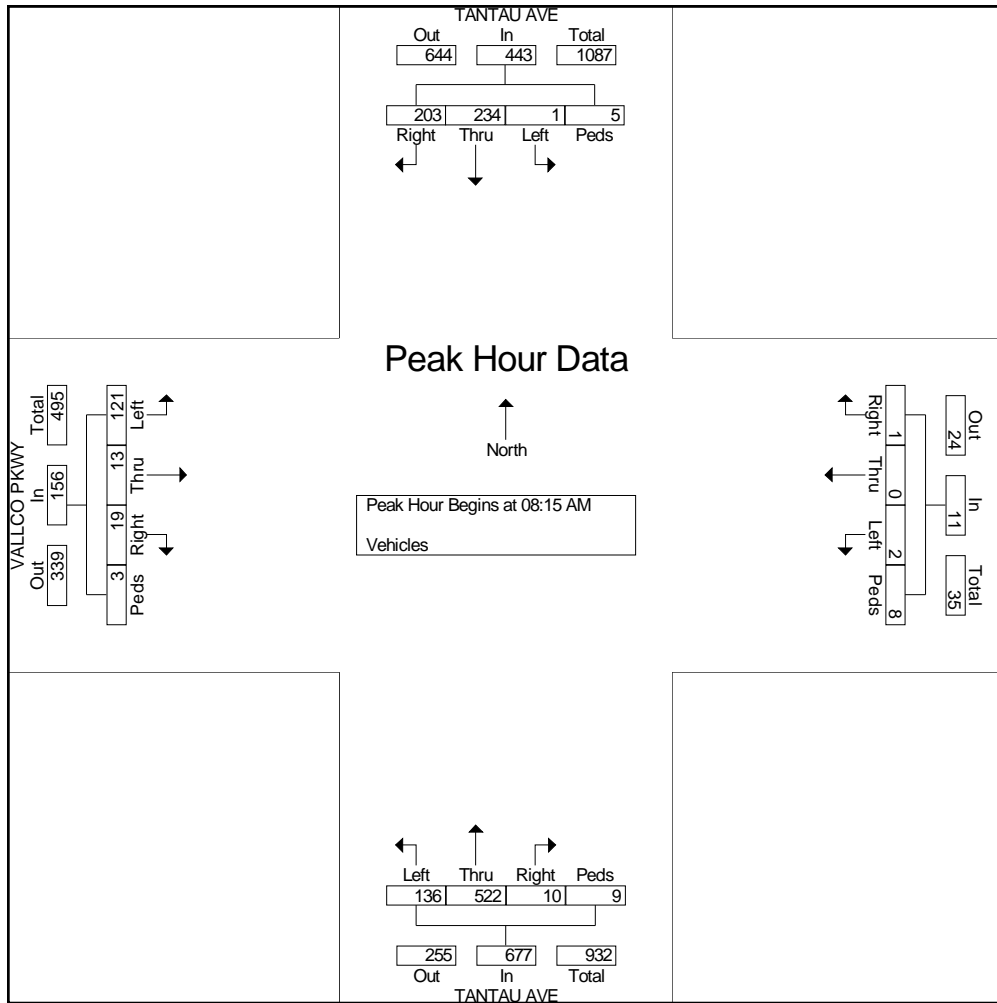 TANTAU AVE
Out In Total
644 443 1087
203 234 1 5
Right Thru Left Peds
Peak Hour Data
North
Peak Hour Begins at 08:15 AM
Vehicles
VALLCO PKWY
Out In Total
339 156 495
Peds Right Thru Left
3 19 13 121
Out In Total
24 11 35
Right Thru Left Peds
1 0 2 8
Left Thru Right Peds
136 522 10 9
255 677 932
Out In Total
TANTAU AVE